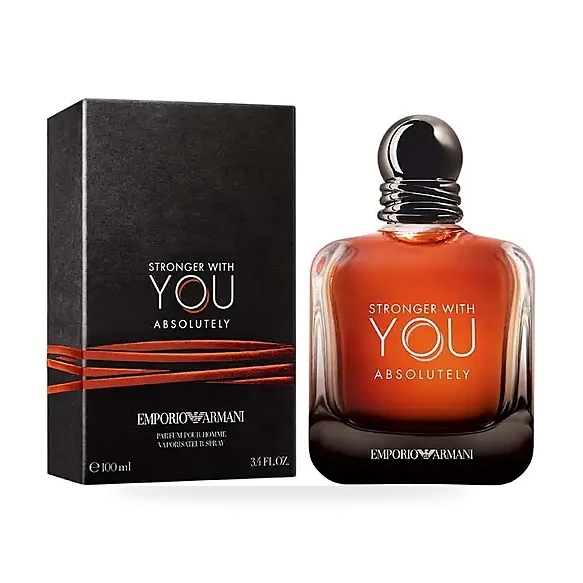 STRONGER WITH
YOU
ABSOLUTELY
EMPORIO ARMANI
PARFUM POUR HOMME
VAPORISATEUR SPRAY
℮100 ml 3.4 FL.OZ.
STRONGER WITH
YOU
ABSOLUTELY
EMPORIO ARMANI